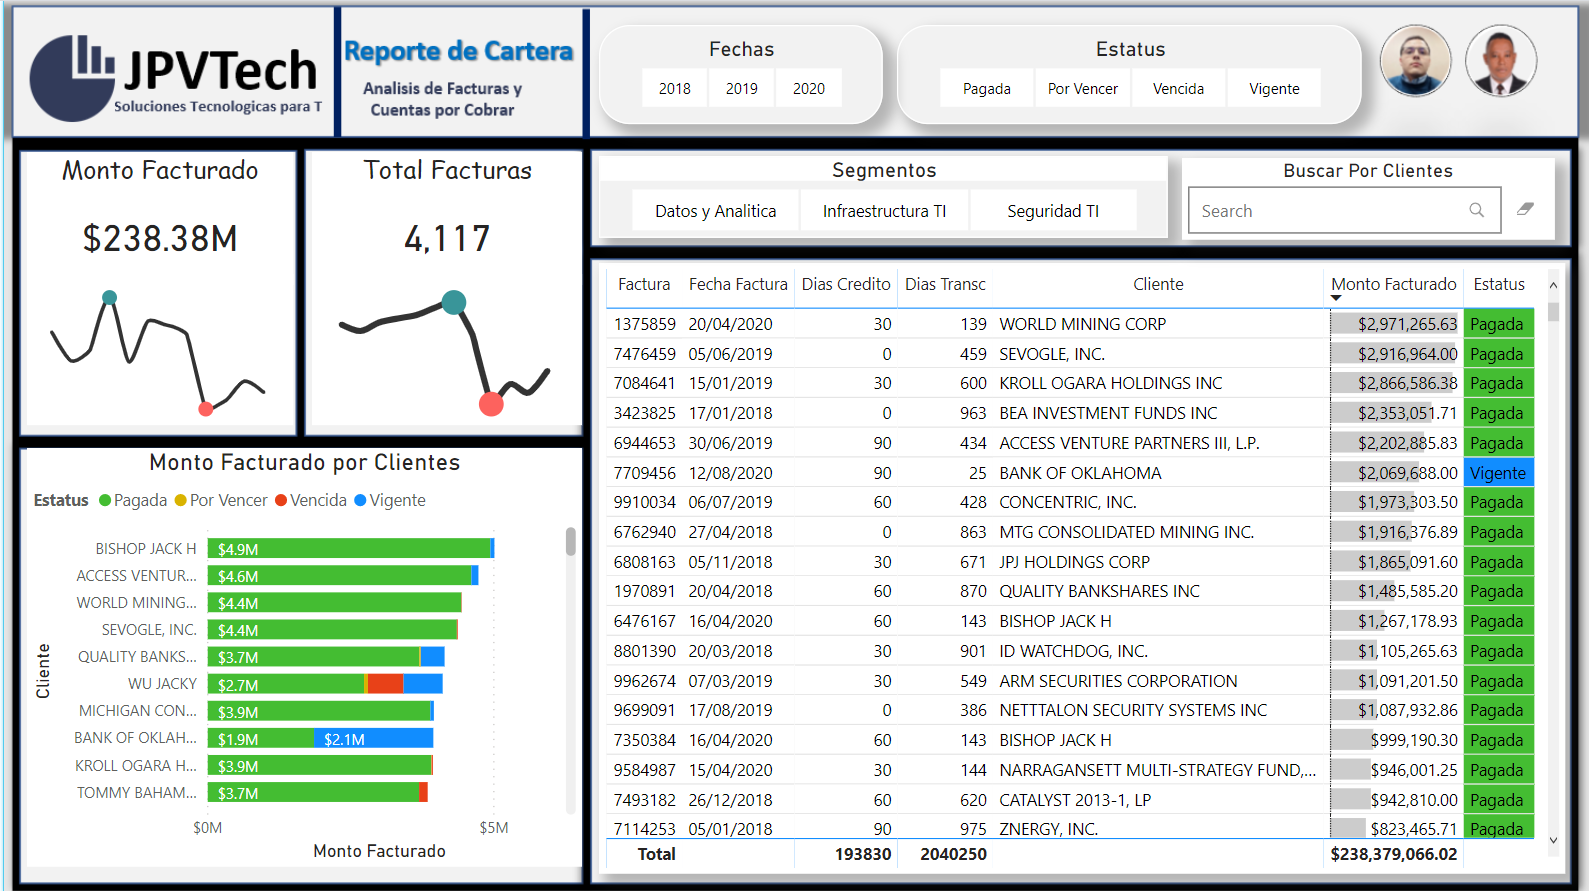 JPVTech
Soluciones Tecnologicas para T
Reporte de Cartera
Analisis de Facturas y
Cuentas por Cobrar
Fechas
2018 2019 2020
Estatus
Pagada Por Vencer Vencida Vigente
Monto Facturado
$238.38M
Total Facturas
4,117
Segmentos
Datos y Analitica Infraestructura TI Seguridad TI
Buscar Por Clientes
Search
Monto Facturado por Clientes
Estatus Pagada Por Vencer Vencida Vigente
Cliente
BISHOP JACK H $4.9M
ACCESS VENTUR... $4.6M
WORLD MINING... $4.4M
SEVOGLE, INC. $4.4M
QUALITY BANKS... $3.7M
WU JACKY $2.7M
MICHIGAN CON... $3.9M
BANK OF OKLAH... $1.9M $2.1M
KROLL OGARA H... $3.9M
TOMMY BAHAM... $3.7M
$0M $5M
Monto Facturado
Factura Fecha Factura Dias Credito Dias Transc Cliente Monto Facturado Estatus
1375859 20/04/2020 30 139 WORLD MINING CORP $2,971,265.63 Pagada
7476459 05/06/2019 0 459 SEVOGLE, INC. $2,916,964.00 Pagada
7084641 15/01/2019 30 600 KROLL OGARA HOLDINGS INC $2,866,586.38 Pagada
3423825 17/01/2018 0 963 BEA INVESTMENT FUNDS INC $2,353,051.71 Pagada
6944653 30/06/2019 90 434 ACCESS VENTURE PARTNERS III, L.P. $2,202,885.83 Pagada
7709456 12/08/2020 90 25 BANK OF OKLAHOMA $2,069,688.00 Vigente
9910034 06/07/2019 60 428 CONCENTRIC, INC. $1,973,303.50 Pagada
6762940 27/04/2018 0 863 MTG CONSOLIDATED MINING INC. $1,916,376.89 Pagada
6808163 05/11/2018 30 671 JPJ HOLDINGS CORP $1,865,091.60 Pagada
1970891 20/04/2018 60 870 QUALITY BANKSHARES INC $1,485,585.20 Pagada
6476167 16/04/2020 60 143 BISHOP JACK H $1,267,178.93 Pagada
8801390 20/03/2018 30 901 ID WATCHDOG, INC. $1,105,265.63 Pagada
9962674 07/03/2019 30 549 ARM SECURITIES CORPORATION $1,091,201.50 Pagada
9699091 17/08/2019 0 386 NETTTALON SECURITY SYSTEMS INC $1,087,932.86 Pagada
7350384 16/04/2020 60 143 BISHOP JACK H $999,190.30 Pagada
9584987 15/04/2020 30 144 NARRAGANSETT MULTI-STRATEGY FUND,... $946,001.25 Pagada
7493182 26/12/2018 60 620 CATALYST 2013-1, LP $942,810.00 Pagada
7114253 05/01/2018 90 975 ZNERGY, INC. $823,465.71 Pagada
Total 193830 2040250 $238,379,066.02